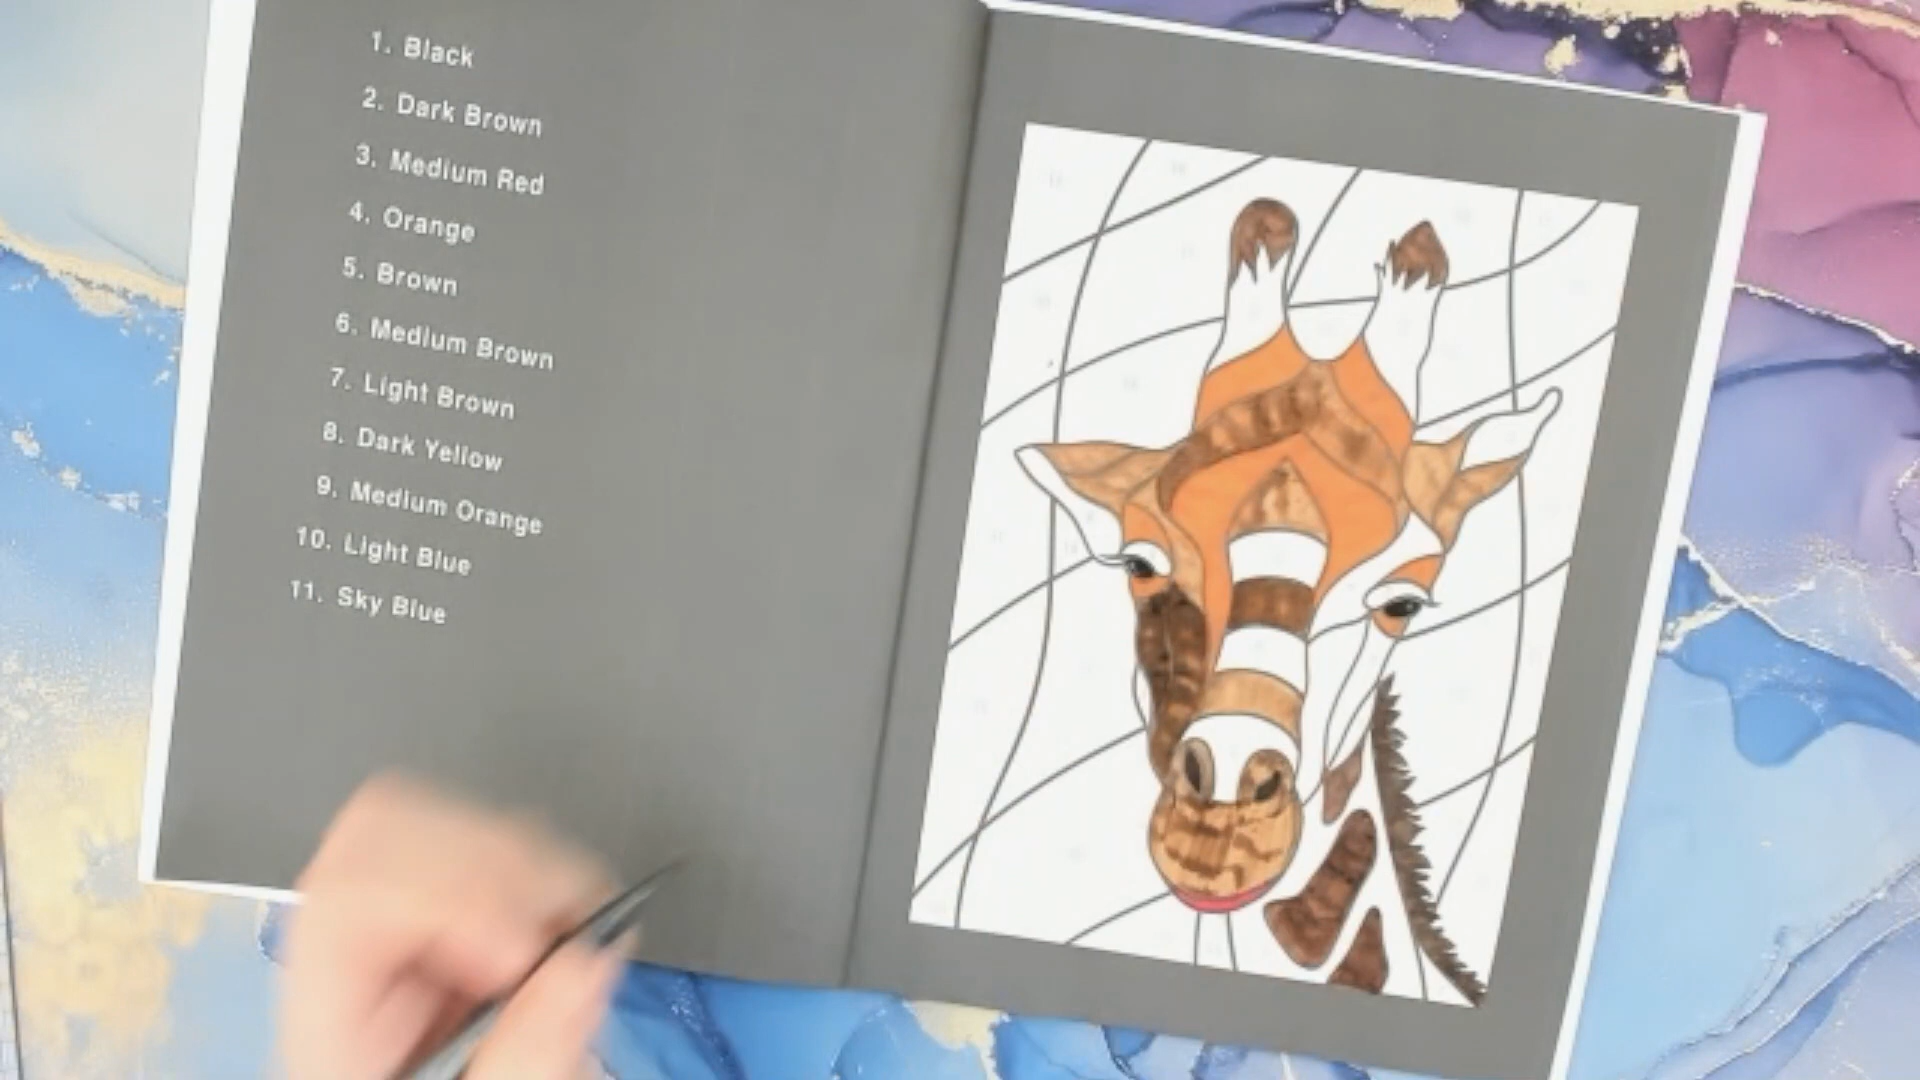 1. Black
2. Dark Brown
3. Medium Red
4. Orange
5. Brown
6. Medium Brown
7. Light Brown
8. Dark Yellow
9. Medium Orange
10. Light Blue
11. Sky Blue